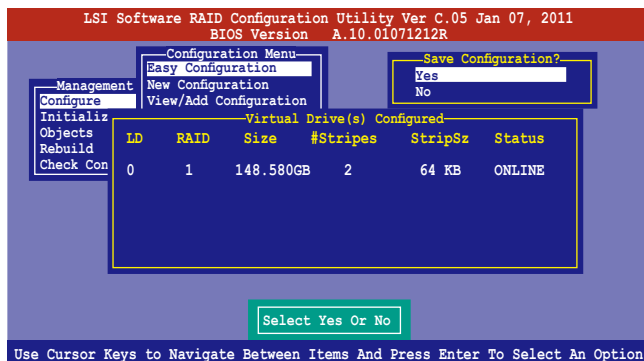 LSI Software RAID Configuration Utility Ver C.05 Jan 07, 2011
BIOS Version A.10.01071212R
Configuration Menu
Easy Configuration
New Configuration
View/Add Configuration
Save Configuration?
Yes
No
Management
Configure
Initializ
Objects
Rebuild
Check Con
Virtual Drive(s) Configured
LD RAID Size #Stripes StripSz Status
0 1 148.580GB 2 64 KB ONLINE
Select Yes Or No
Use Cursor Keys to Navigate Between Items And Press Enter To Select An Option